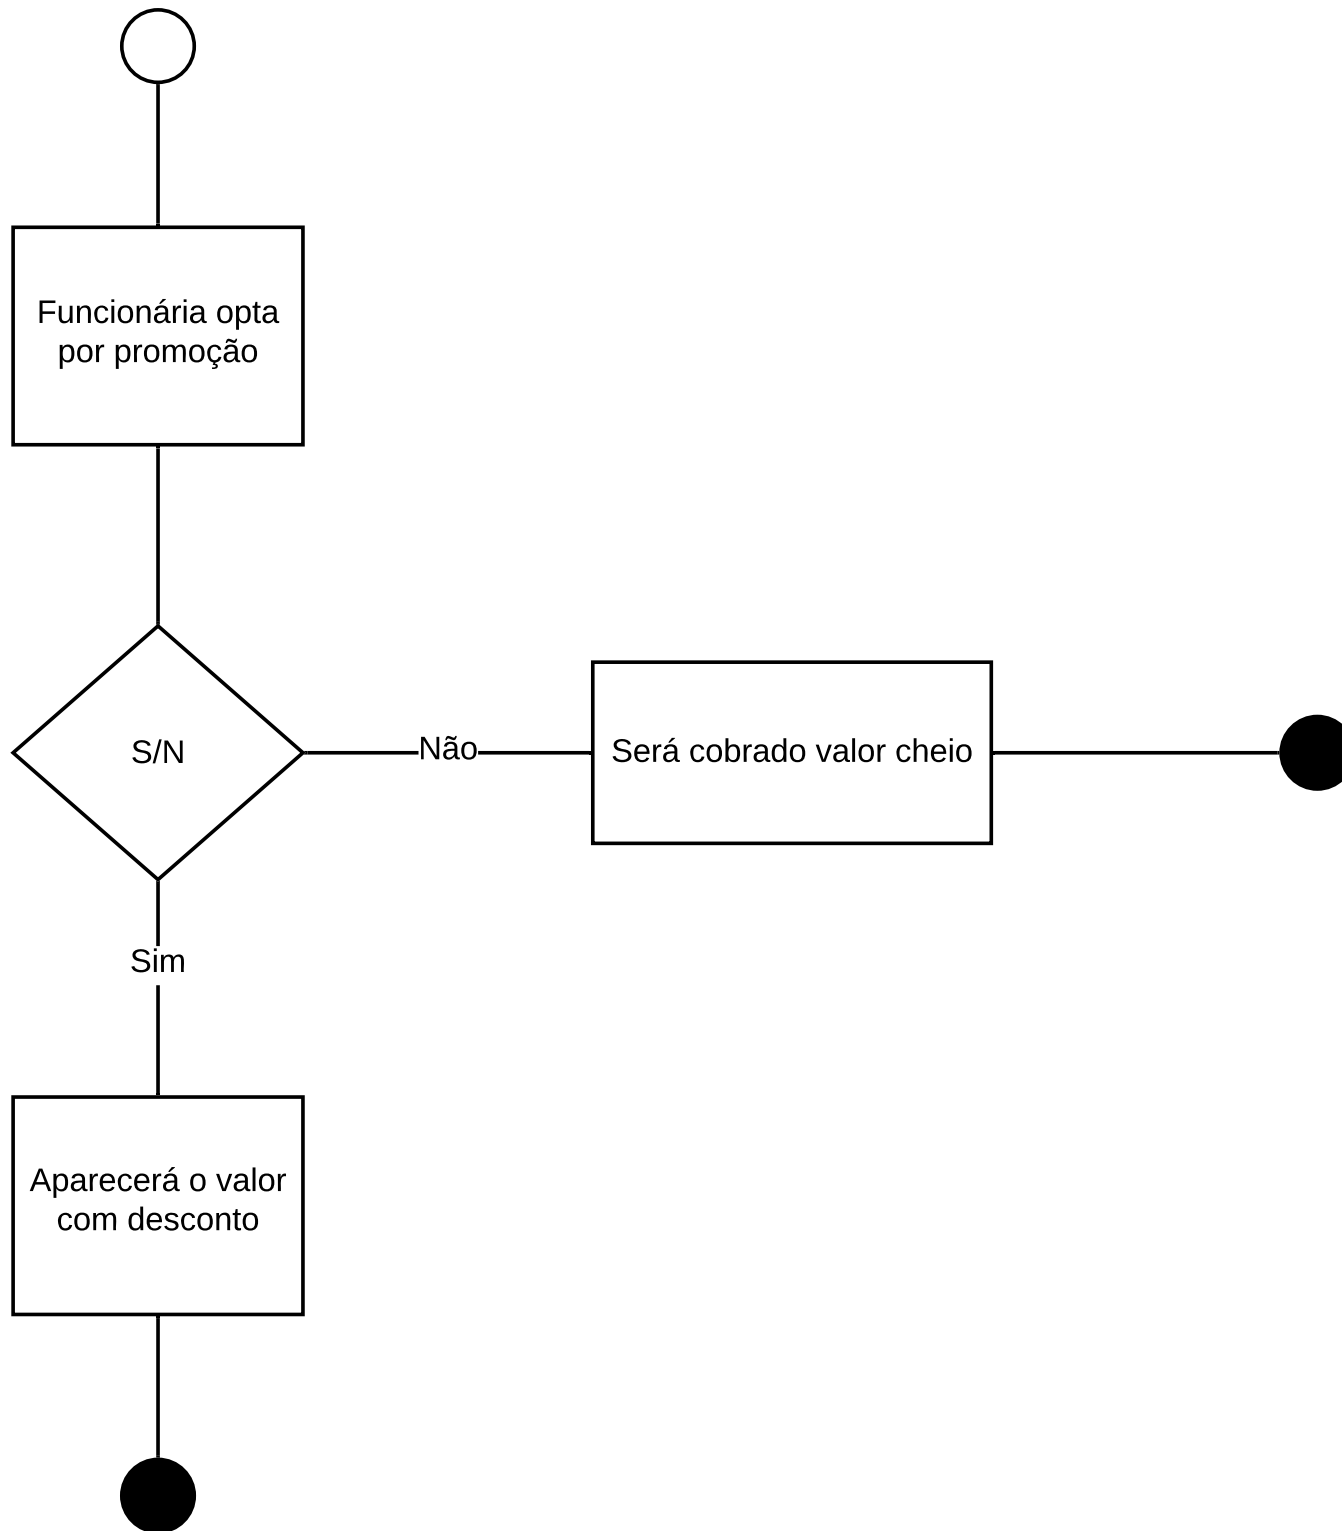 Funcionária opta
por promoção
S/N
Não
Será cobrado valor cheio
Sim
Aparecerá o valor
com desconto